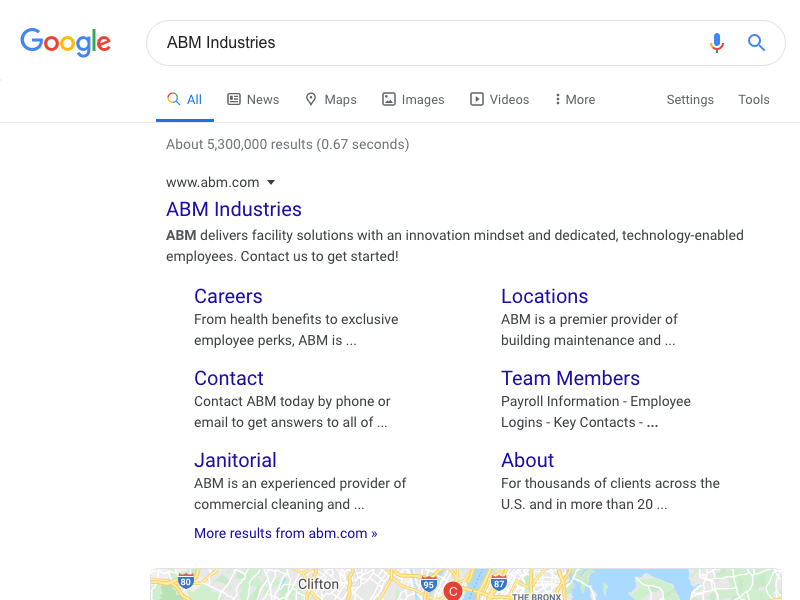 Google
ABM Industries
All News Maps Images Videos More Settings Tools
About 5,300,000 results (0.67 seconds)
www.abm.com
ABM Industries
ABM delivers facility solutions with an innovation mindset and dedicated, technology-enabled
employees. Contact us to get started!
Careers
From health benefits to exclusive
employee perks, ABM is ...
Locations
ABM is a premier provider of
building maintenance and ...
Contact
Contact ABM today by phone or
email to get answers to all of ...
Team Members
Payroll Information - Employee
Logins - Key Contacts - ...
Janitorial
ABM is an experienced provider of
commercial cleaning and ...
About
For thousands of clients across the
U.S. and in more than 20 ...
More results from abm.com »
80 Clifton 95 C 87
THE BRONX